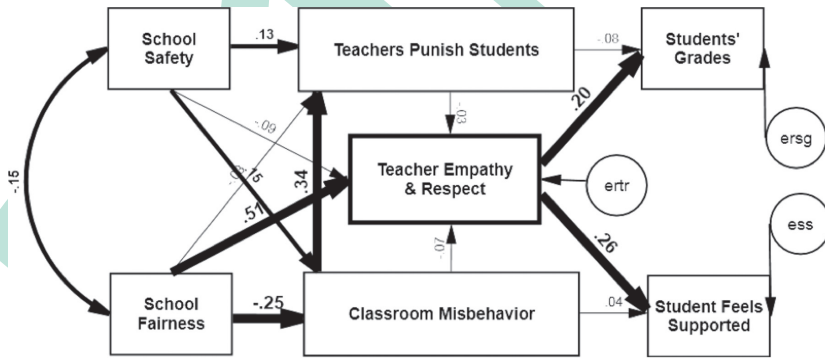 School
Safety
.13
Teachers Punish Students
-.08
Students'
Grades
.20
-.03
-.09
ersg
-.15
.15
.34
Teacher Empathy
& Respect
ertr
.51
ess
.26
-.07
School
Fairness
-.25
Classroom Misbehavior
.04
Student Feels
Supported